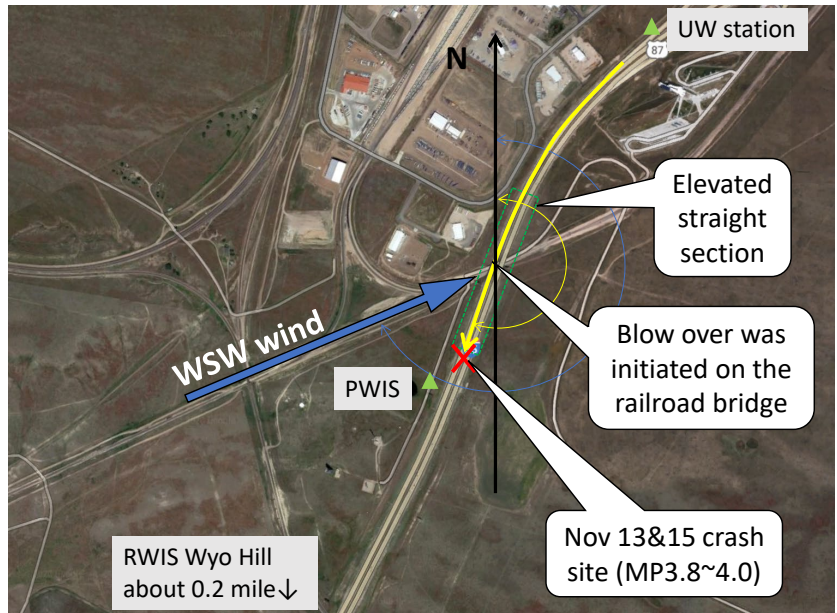 UW station
87
N
Elevated
straight
section
WSW wind
Blow over was
initiated on the
railroad bridge
PWIS
Nov 13&15 crash
site (MP3.8~4.0)
RWIS Wyo Hill
about 0.2 mile↓